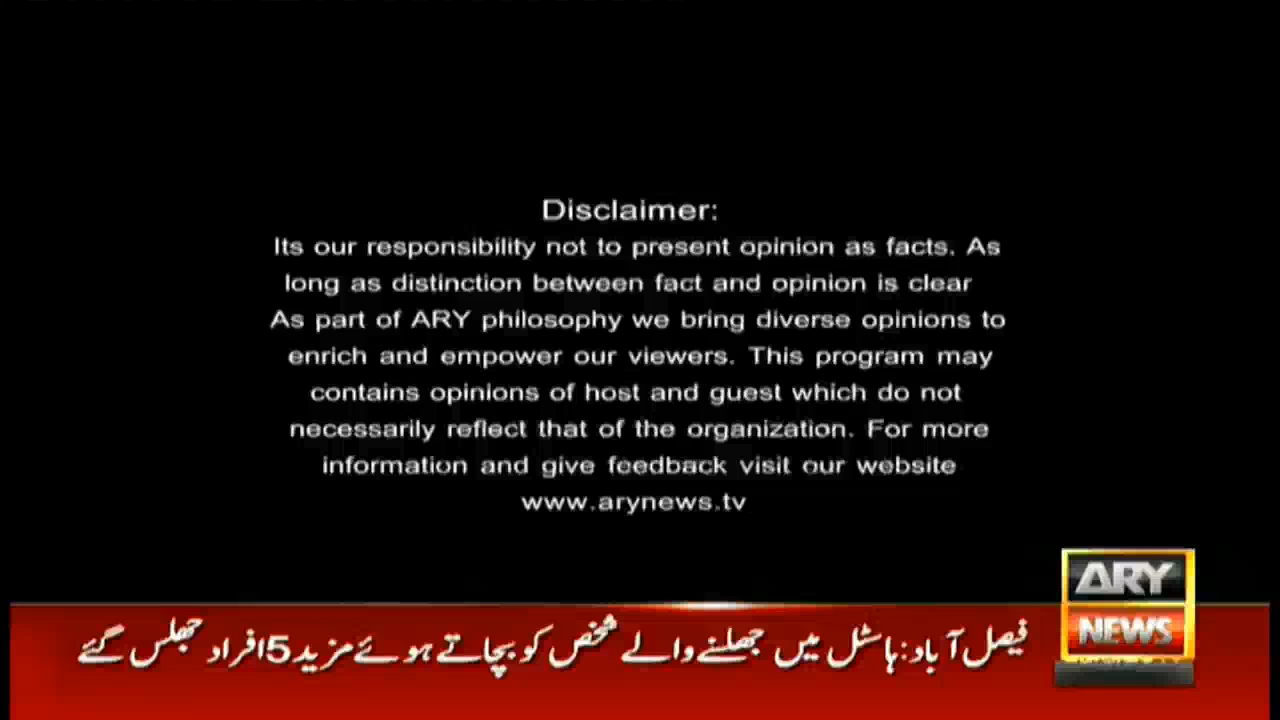 Disclaimer:
Its our responsibility not to present opinion as facts. As
long as distinction between fact and opinion is clear
As part of ARY philosophy we bring diverse opinions to
enrich and empower our viewers. This program may
contains opinions of host and guest which do not
necessarily reflect that of the organization. For more
information and give feedback visit our website
www.arynews.tv
ARY
NEWS
فیصل آباد: ہاسٹل میں جھلسنے والے شخص کو بچاتے ہوئے مزید 5 افراد جھلس گئے